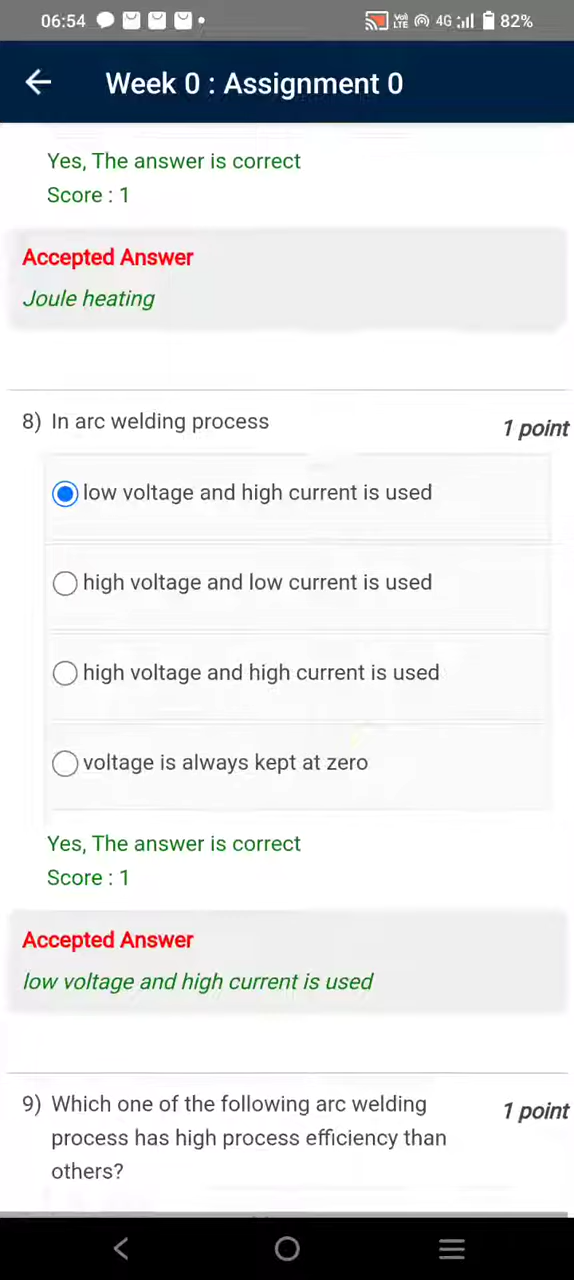 06:54 4G 82%
Week 0 : Assignment 0
Yes, The answer is correct
Score : 1
Accepted Answer
Joule heating
8) In arc welding process
1 point
low voltage and high current is used
high voltage and low current is used
high voltage and high current is used
voltage is always kept at zero
Yes, The answer is correct
Score : 1
Accepted Answer
low voltage and high current is used
9) Which one of the following arc welding
1 point
process has high process efficiency than
others?